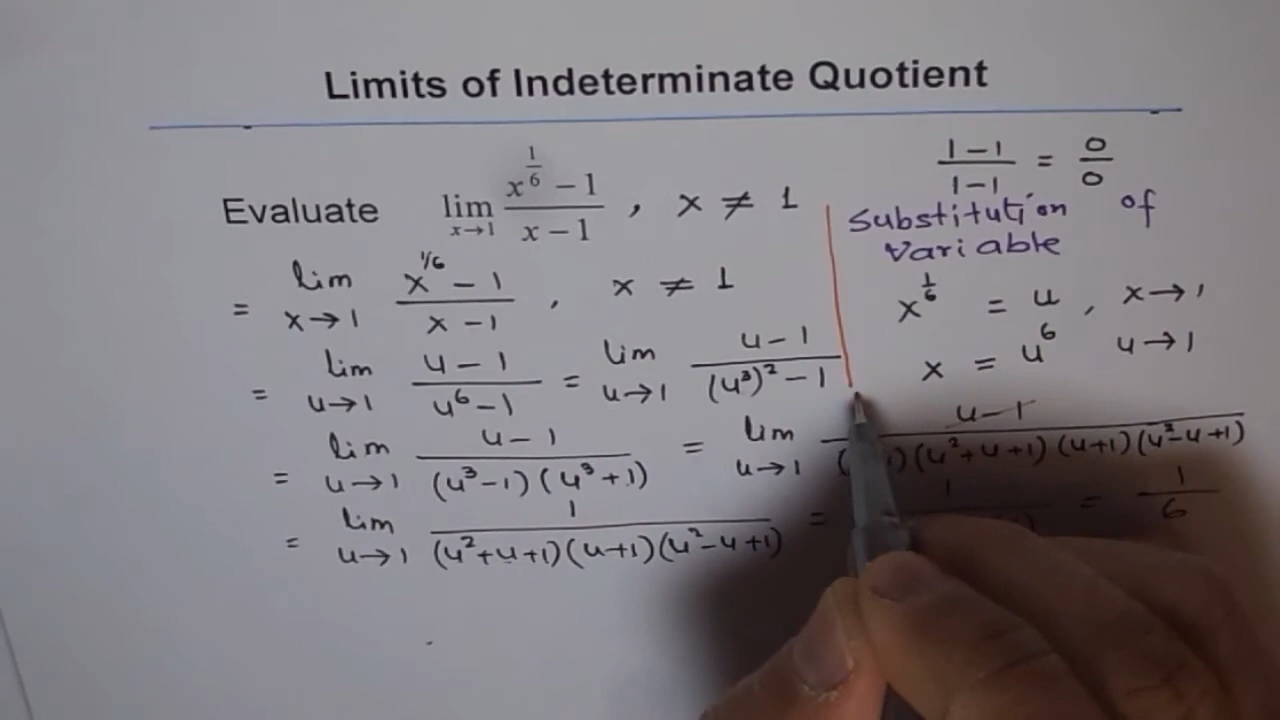 Limits of Indeterminate Quotient
1-1/1-1 = 0/0
Evaluate lim x→1 (x^(1/6) - 1)/(x - 1) , x ≠ 1
Substitution of
Variable
= lim x→1 (x^(1/6) - 1)/(x - 1) , x ≠ 1
x^(1/6) = u , x→1
x = u^6 u→1
= lim u→1 (u - 1)/(u^6 - 1) = lim u→1 (u - 1)/((u^3)^2 - 1)
= lim u→1 (u - 1)/((u^3 - 1)(u^3 + 1)) = lim u→1 (u - 1)/( 1)(u^2 + u + 1)(u + 1)(u^2 - u + 1)
= lim u→1 1/((u^2 + u + 1)(u + 1)(u^2 - u + 1)) = 1/ = 1/6